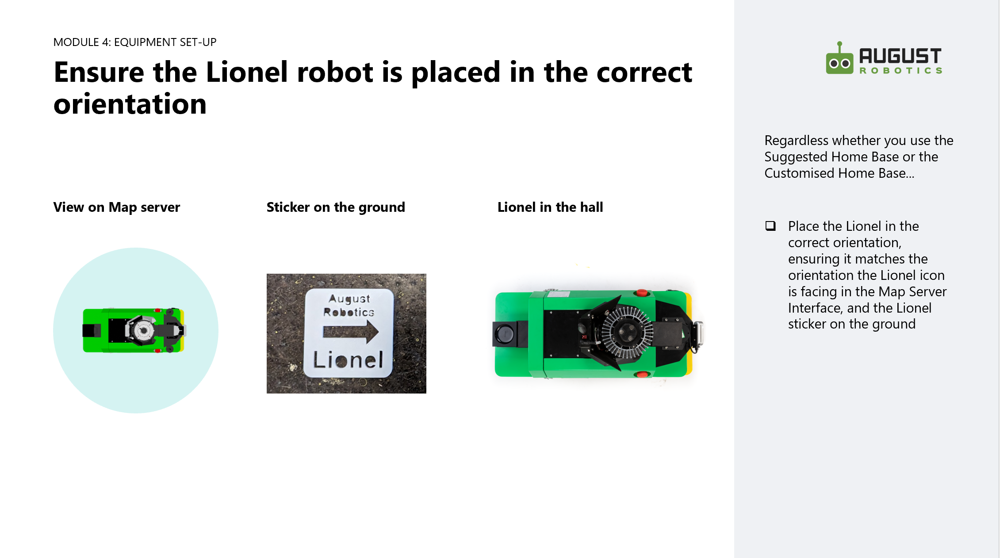 MODULE 4: EQUIPMENT SET-UP
Ensure the Lionel robot is placed in the correct
orientation
View on Map server
Sticker on the ground
Lionel in the hall
August
Robotics
Lionel
AUGUST
ROBOTICS
Regardless whether you use the
Suggested Home Base or the
Customised Home Base...
Place the Lionel in the
correct orientation,
ensuring it matches the
orientation the Lionel icon
is facing in the Map Server
Interface, and the Lionel
sticker on the ground